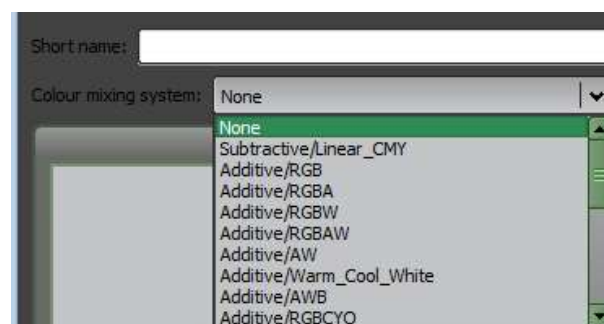 Short name:
Colour mixing system: None
None
Subtractive/Linear_CMY
Additive/RGB
Additive/RGBA
Additive/RGBW
Additive/RGBAW
Additive/AW
Additive/Warm_Cool_White
Additive/AWB
Additive/RGBCYO